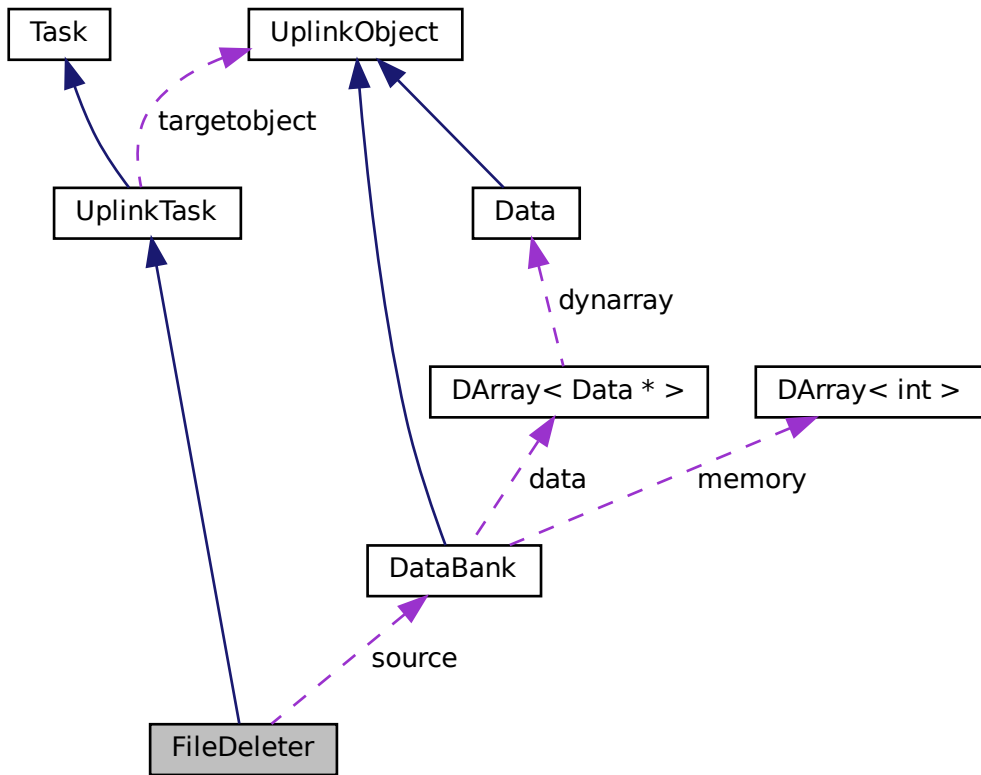 Task
UplinkObject
targetobject
UplinkTask
Data
dynarray
DArray< Data * >
DArray< int >
data
memory
DataBank
source
FileDeleter